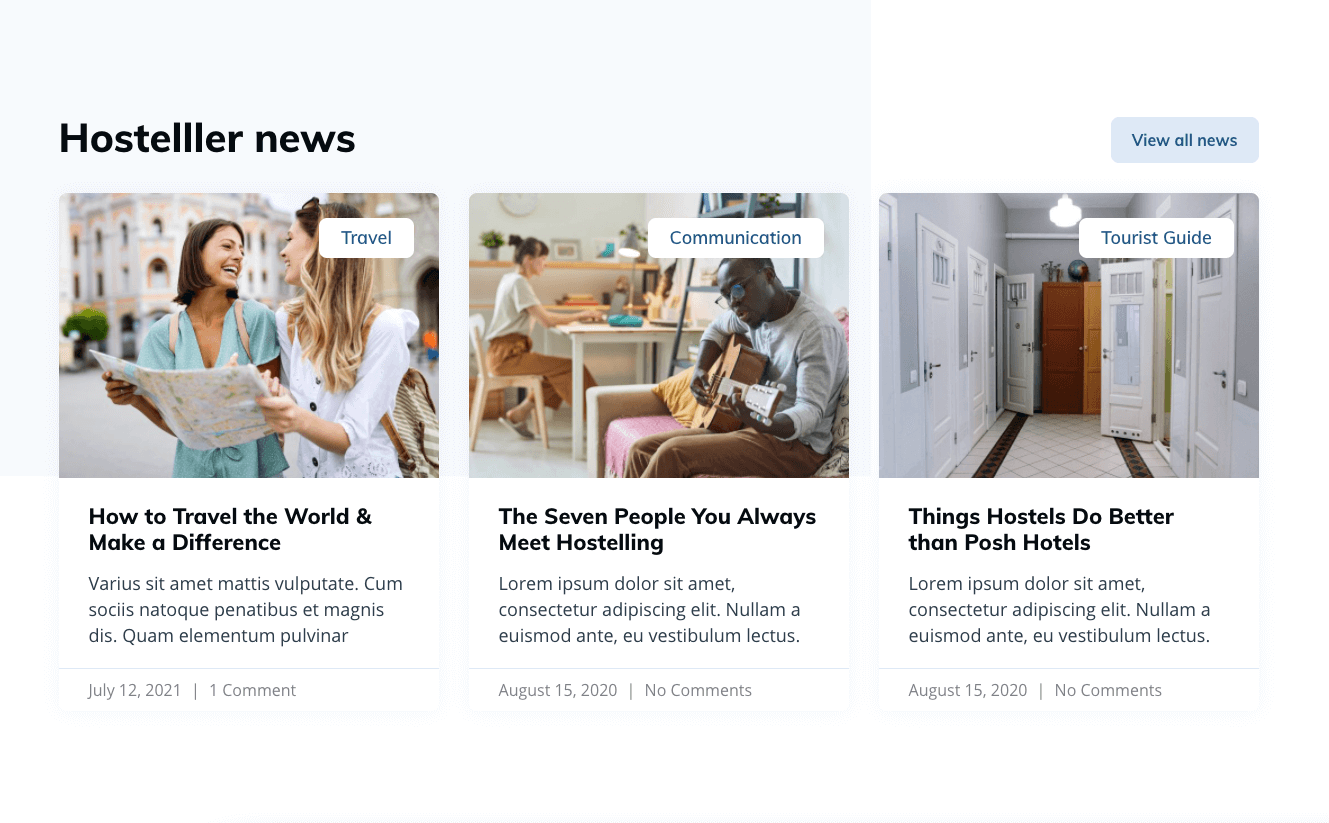 Hostelller news
View all news
Travel
Communication
Tourist Guide
How to Travel the World &
Make a Difference
Varius sit amet mattis vulputate. Cum
sociis natoque penatibus et magnis
dis. Quam elementum pulvinar
July 12, 2021 | 1 Comment
The Seven People You Always
Meet Hostelling
Lorem ipsum dolor sit amet,
consectetur adipiscing elit. Nullam a
euismod ante, eu vestibulum lectus.
August 15, 2020 | No Comments
Things Hostels Do Better
than Posh Hotels
Lorem ipsum dolor sit amet,
consectetur adipiscing elit. Nullam a
euismod ante, eu vestibulum lectus.
August 15, 2020 | No Comments